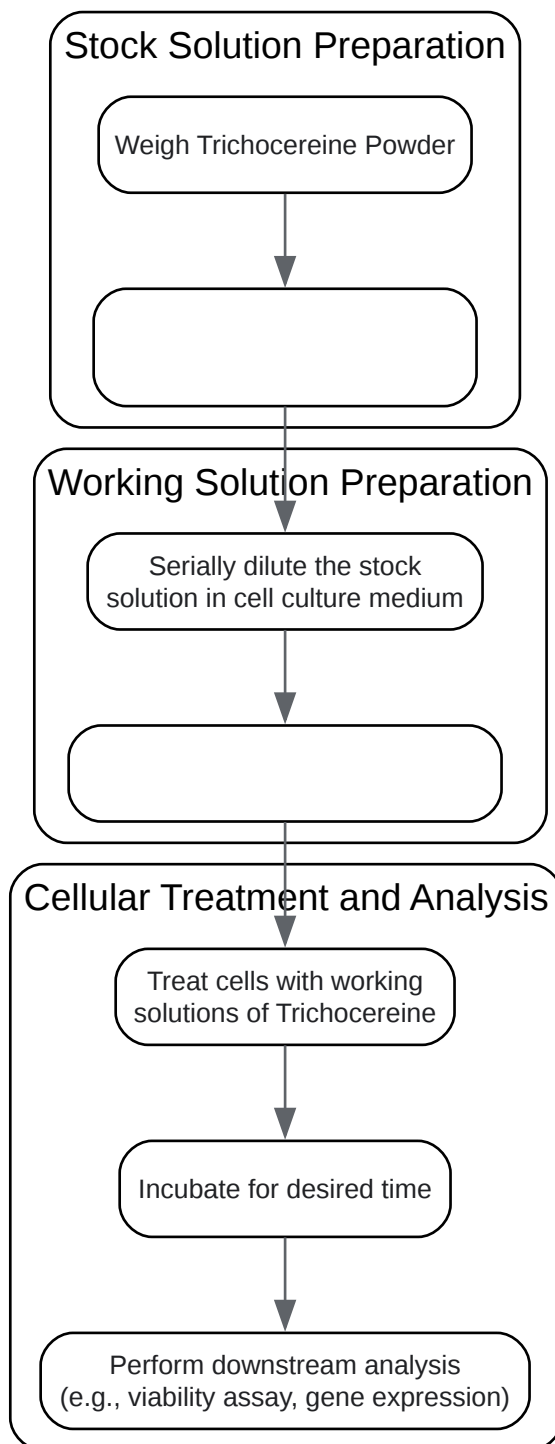 Stock Solution Preparation
Weigh Trichocereine Powder
Working Solution Preparation
Serially dilute the stock
solution in cell culture medium
Cellular Treatment and Analysis
Treat cells with working
solutions of Trichocereine
Incubate for desired time
Perform downstream analysis
(e.g., viability assay, gene expression)